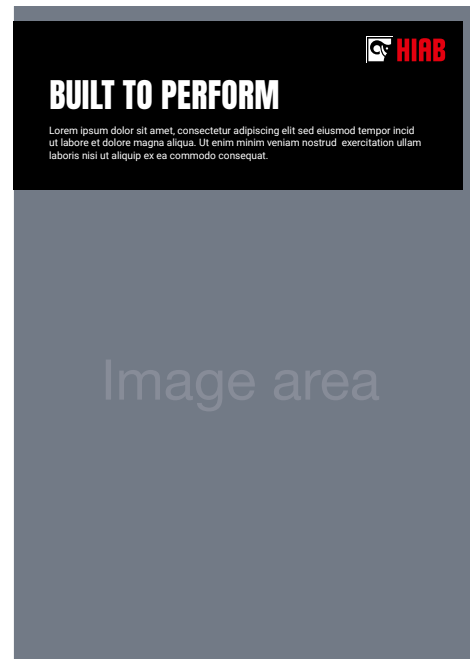 HIAB
BUILT TO PERFORM
Lorem ipsum dolor sit amet, consectetur adipiscing elit sed eiusmod tempor incid
ut labore et dolore magna aliqua. Ut enim minim veniam nostrud  exercitation ullam
laboris nisi ut aliquip ex ea commodo consequat.
Image area